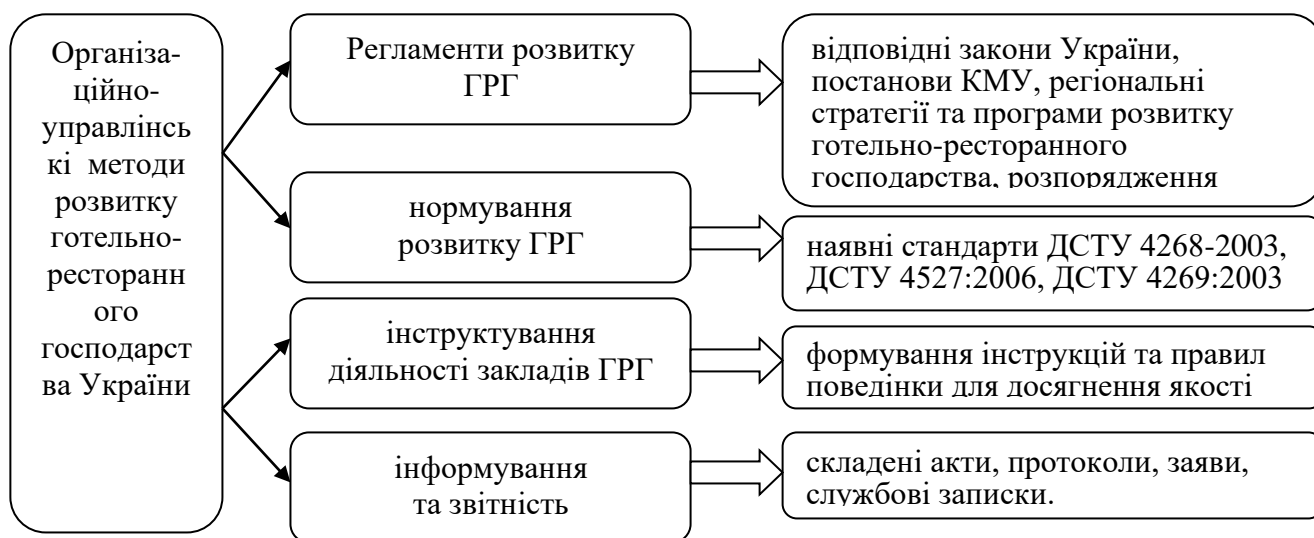 Організа-
ційно-
управлінсь
кі методи
розвитку
готельно-
ресторанн
ого
господарст
ва України
Регламенти розвитку
ГРГ
відповідні закони України,
постанови КМУ, регіональні
стратегії та програми розвитку
готельно-ресторанного
господарства, розпорядження
нормування
розвитку ГРГ
наявні стандарти ДСТУ 4268-2003,
ДСТУ 4527:2006, ДСТУ 4269:2003
інструктування
діяльності закладів ГРГ
формування інструкцій та правил
поведінки для досягнення якості
інформування
та звітність
складені акти, протоколи, заяви,
службові записки.